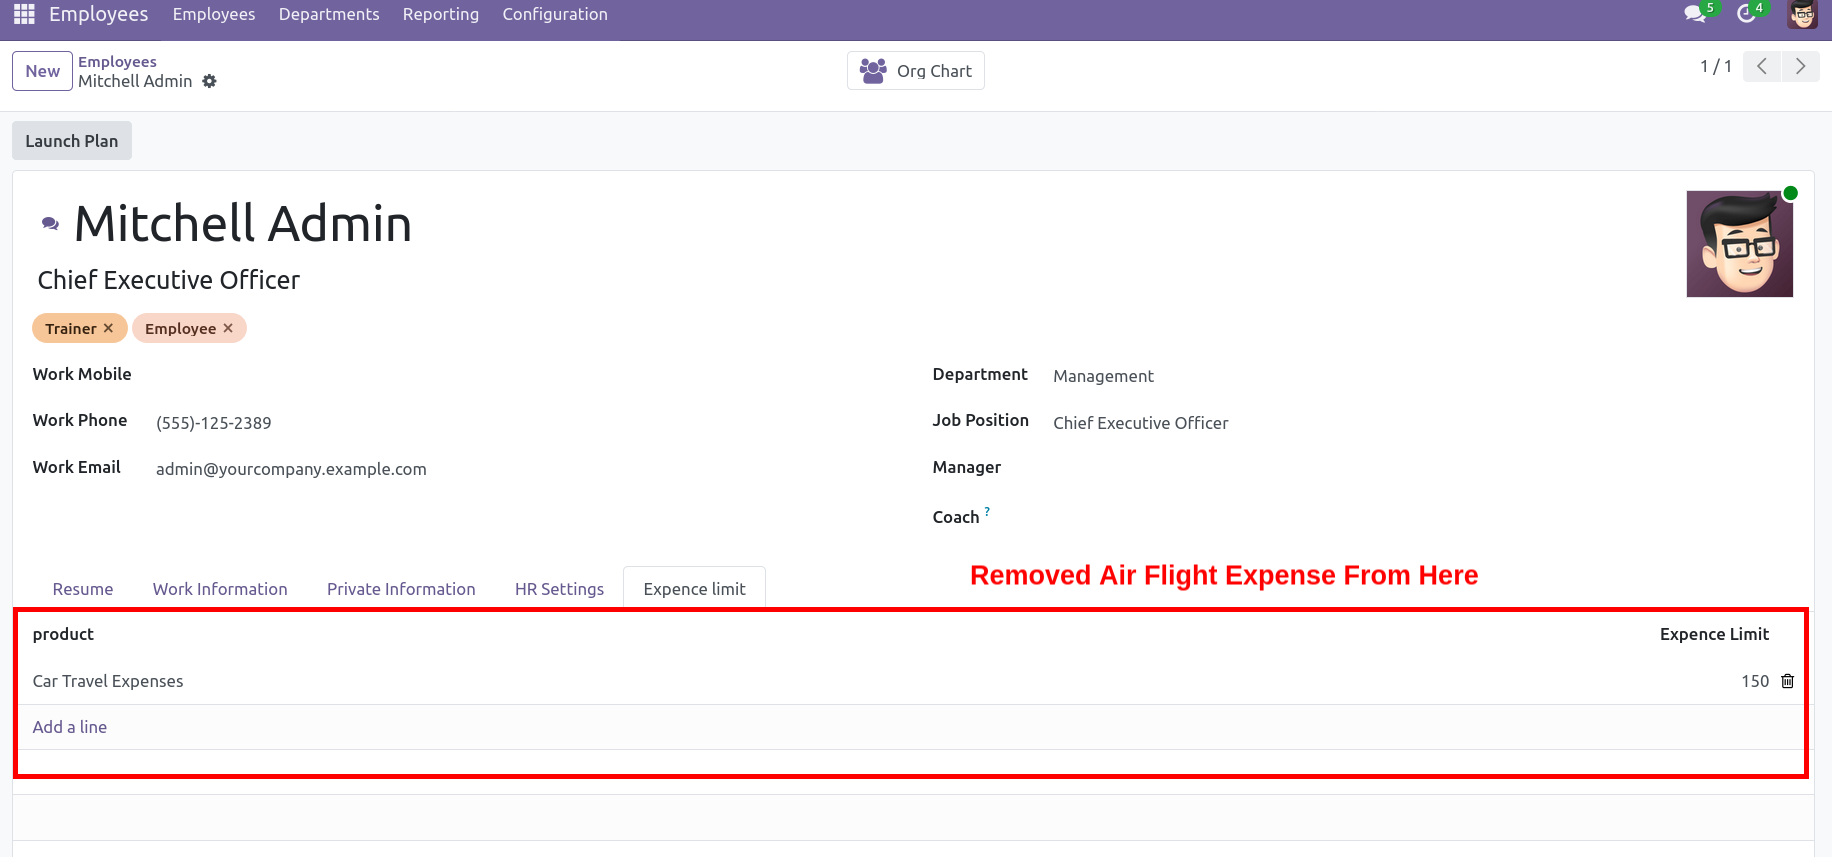 Employees Employees Departments Reporting Configuration 5 4
New Employees
Mitchell Admin
Org Chart
1 / 1
Launch Plan
Mitchell Admin
Chief Executive Officer
Trainer × Employee ×
Work Mobile
Department Management
Work Phone (555)-125-2389
Job Position Chief Executive Officer
Work Email admin@yourcompany.example.com
Manager
Coach ?
Removed Air Flight Expense From Here
Resume Work Information Private Information HR Settings Expence limit
product Expence Limit
Car Travel Expenses 150
Add a line